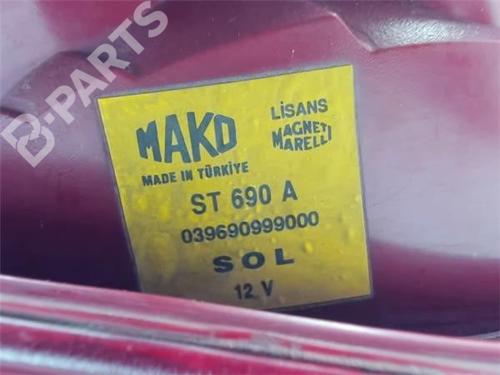 B-PARTS
MAKO
LİSANS
MAGNETI
MARELLI
MADE IN TÜRKİYE
ST 690 A
039690999000
SOL
12 V